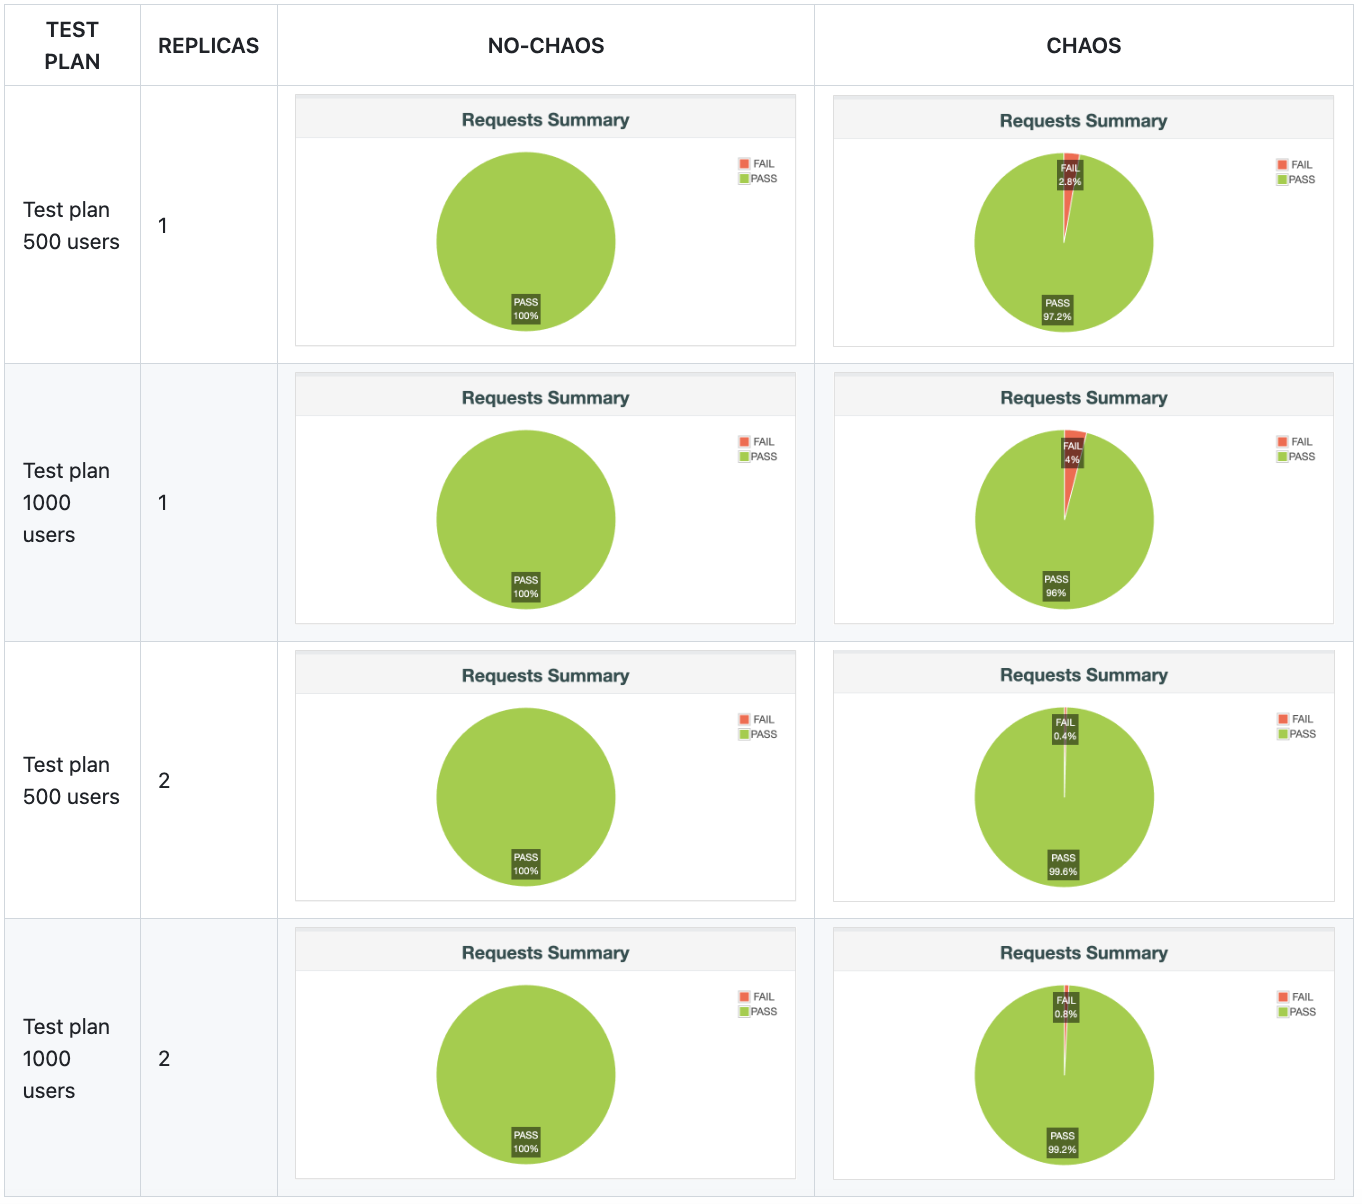 TEST
PLAN
REPLICAS
NO-CHAOS
CHAOS
Test plan
500 users
1
Requests Summary
FAIL
PASS
PASS
100%
Requests Summary
FAIL
PASS
FAIL
2.8%
PASS
97.2%
Test plan
1000
users
1
Requests Summary
FAIL
PASS
PASS
100%
Requests Summary
FAIL
PASS
FAIL
4%
PASS
96%
Test plan
500 users
2
Requests Summary
FAIL
PASS
PASS
100%
Requests Summary
FAIL
PASS
FAIL
0.4%
PASS
99.6%
Test plan
1000
users
2
Requests Summary
FAIL
PASS
PASS
100%
Requests Summary
FAIL
PASS
FAIL
0.8%
PASS
99.2%